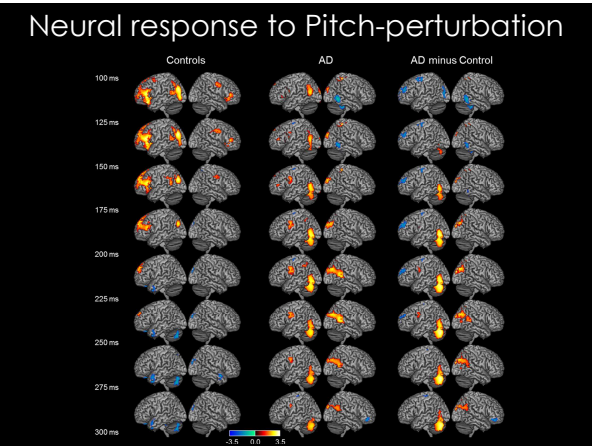 Neural response to Pitch-perturbation
Controls AD AD minus Control
100 ms
125 ms
150 ms
175 ms
200 ms
225 ms
250 ms
275 ms
300 ms
-3.5 0.0 3.5